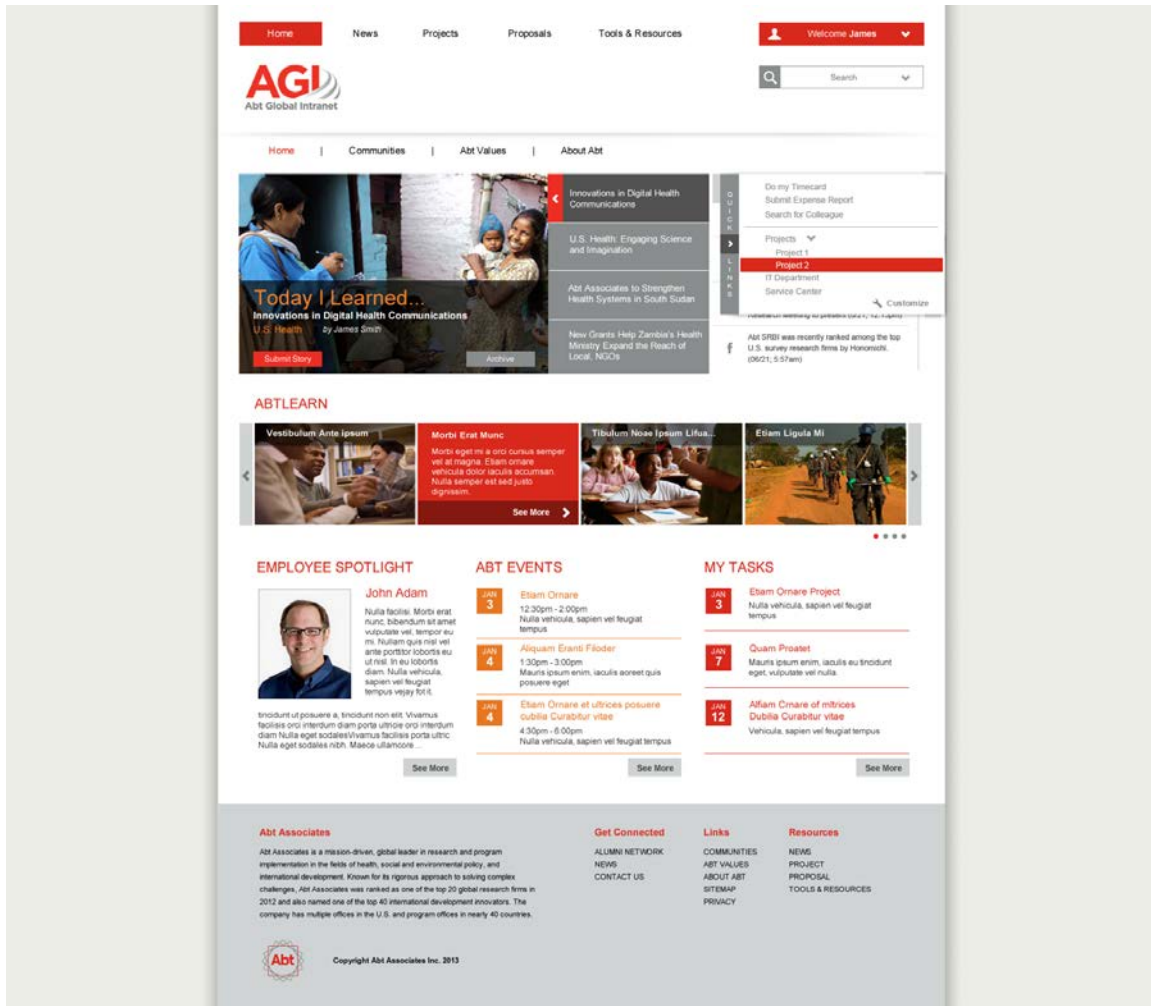 Home
News
Projects
Proposals
Tools & Resources
Welcome James
AGI
Abt Global Intranet
Search
Home | Communities | Abt Values | About Abt
Today I Learned...
Innovations in Digital Health Communications
U.S. Health by James Smith
Submit Story
Archive
Innovations in Digital Health
Communications
U.S. Health: Engaging Science
and Imagination
Abt Associates to Strengthen
Health Systems in South Sudan
New Grants Help Zambia's Health
Ministry Expand the Reach of
Local, NGOs
QUICK
LINKS
Do my Timecard
Submit Expense Report
Search for Colleague
Projects
Project 1
Project 2
IT Department
Service Center
Customize
Research Meeting to present (6/21, 12:13pm)
Abt SRBI was recently ranked among the top
U.S. survey research firms by Honomichi.
(06/21; 5:57am)
ABTLEARN
Vestibulum Ante ipsum
Morbi Erat Munc
Morbi eget mi a orci cursus semper
vel at magna. Etiam ornare
vehicula dolor iaculis accumsan.
Nulla semper est sed justo
dignissim.
See More
Tibulum Noae Ipsum Lifua...
Etiam Ligula Mi
EMPLOYEE SPOTLIGHT
John Adam
Nulla facilisi. Morbi erat
nunc, bibendum sit amet
vulputate vel, tempor eu
mi. Nullam quis nisl vel
ante porttitor lobortis eu
ut nisl. In eu lobortis
diam. Nulla vehicula,
sapien vel feugiat
tempus vejay fot it.
tincidunt ut posuere a, tincidunt non elit. Vivamus
facilisis orci interdum diam porta ultricie orci interdum
diam Nulla eget sodalesVivamus facilisis porta ultric
Nulla eget sodales nibh. Maece ullamcore...
See More
ABT EVENTS
JAN
3
Etiam Ornare
12:30pm - 2:00pm
Nulla vehicula, sapien vel feugiat
tempus
JAN
4
Aliquam Eranti Filoder
1:30pm - 3:00pm
Mauris ipsum enim, iaculis aoreet quis
posuere eget
JAN
4
Etiam Ornare et ultrices posuere
cubilia Curabitur vitae
4:30pm - 6:00pm
Nulla vehicula, sapien vel feugiat tempus
See More
MY TASKS
JAN
3
Etiam Ornare Project
Nulla vehicula, sapien vel feugiat
tempus
JAN
7
Quam Proatet
Mauris ipsum enim, iaculis eu tincidunt
eget, vulputate vel nulla.
JAN
12
Alfiam Crnare of mltrices
Dubilia Curabitur vitae
Vehicula, sapien vel feugiat tempus
See More
Abt Associates
Abt Associates is a mission-driven, global leader in research and program
implementation in the fields of health, social and environmental policy, and
international development. Known for its rigorous approach to solving complex
challenges, Abt Associates was ranked as one of the top 20 global research firms in
2012 and also named one of the top 40 international development innovators. The
company has multiple offices in the U.S. and program offices in nearly 40 countries.
Get Connected
ALUMNI NETWORK
NEWS
CONTACT US
Links
COMMUNITIES
ABT VALUES
ABOUT ABT
SITEMAP
PRIVACY
Resources
NEWS
PROJECT
PROPOSAL
TOOLS & RESOURCES
Abt
Copyright Abt Associates Inc. 2013